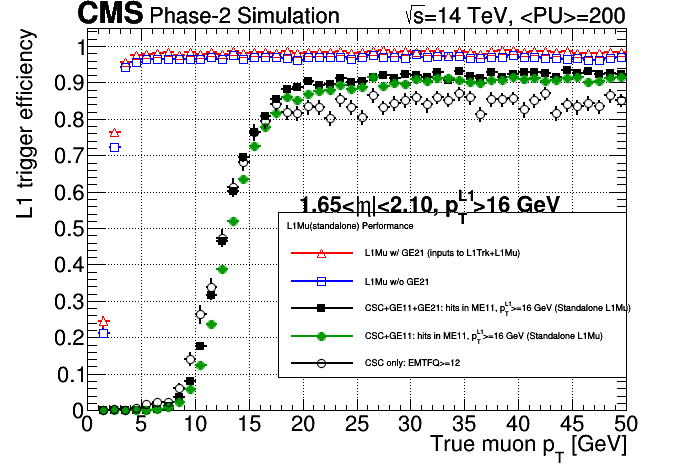 CMS Phase-2 Simulation √s=14 TeV, <PU>=200
L1 trigger efficiency
1
0.9
0.8
0.7
0.6
0.5
0.4
0.3
0.2
0.1
0
1.65<|η|<2.10, p_T^L1>16 GeV
L1Mu(standalone) Performance
L1Mu w/ GE21 (inputs to L1Trk+L1Mu)
L1Mu w/o GE21
CSC+GE11+GE21: hits in ME11, p_T^L1>=16 GeV (Standalone L1Mu)
CSC+GE11: hits in ME11, p_T^L1>=16 GeV (Standalone L1Mu)
CSC only: EMTFQ>=12
0 5 10 15 20 25 30 35 40 45 50
True muon p_T [GeV]